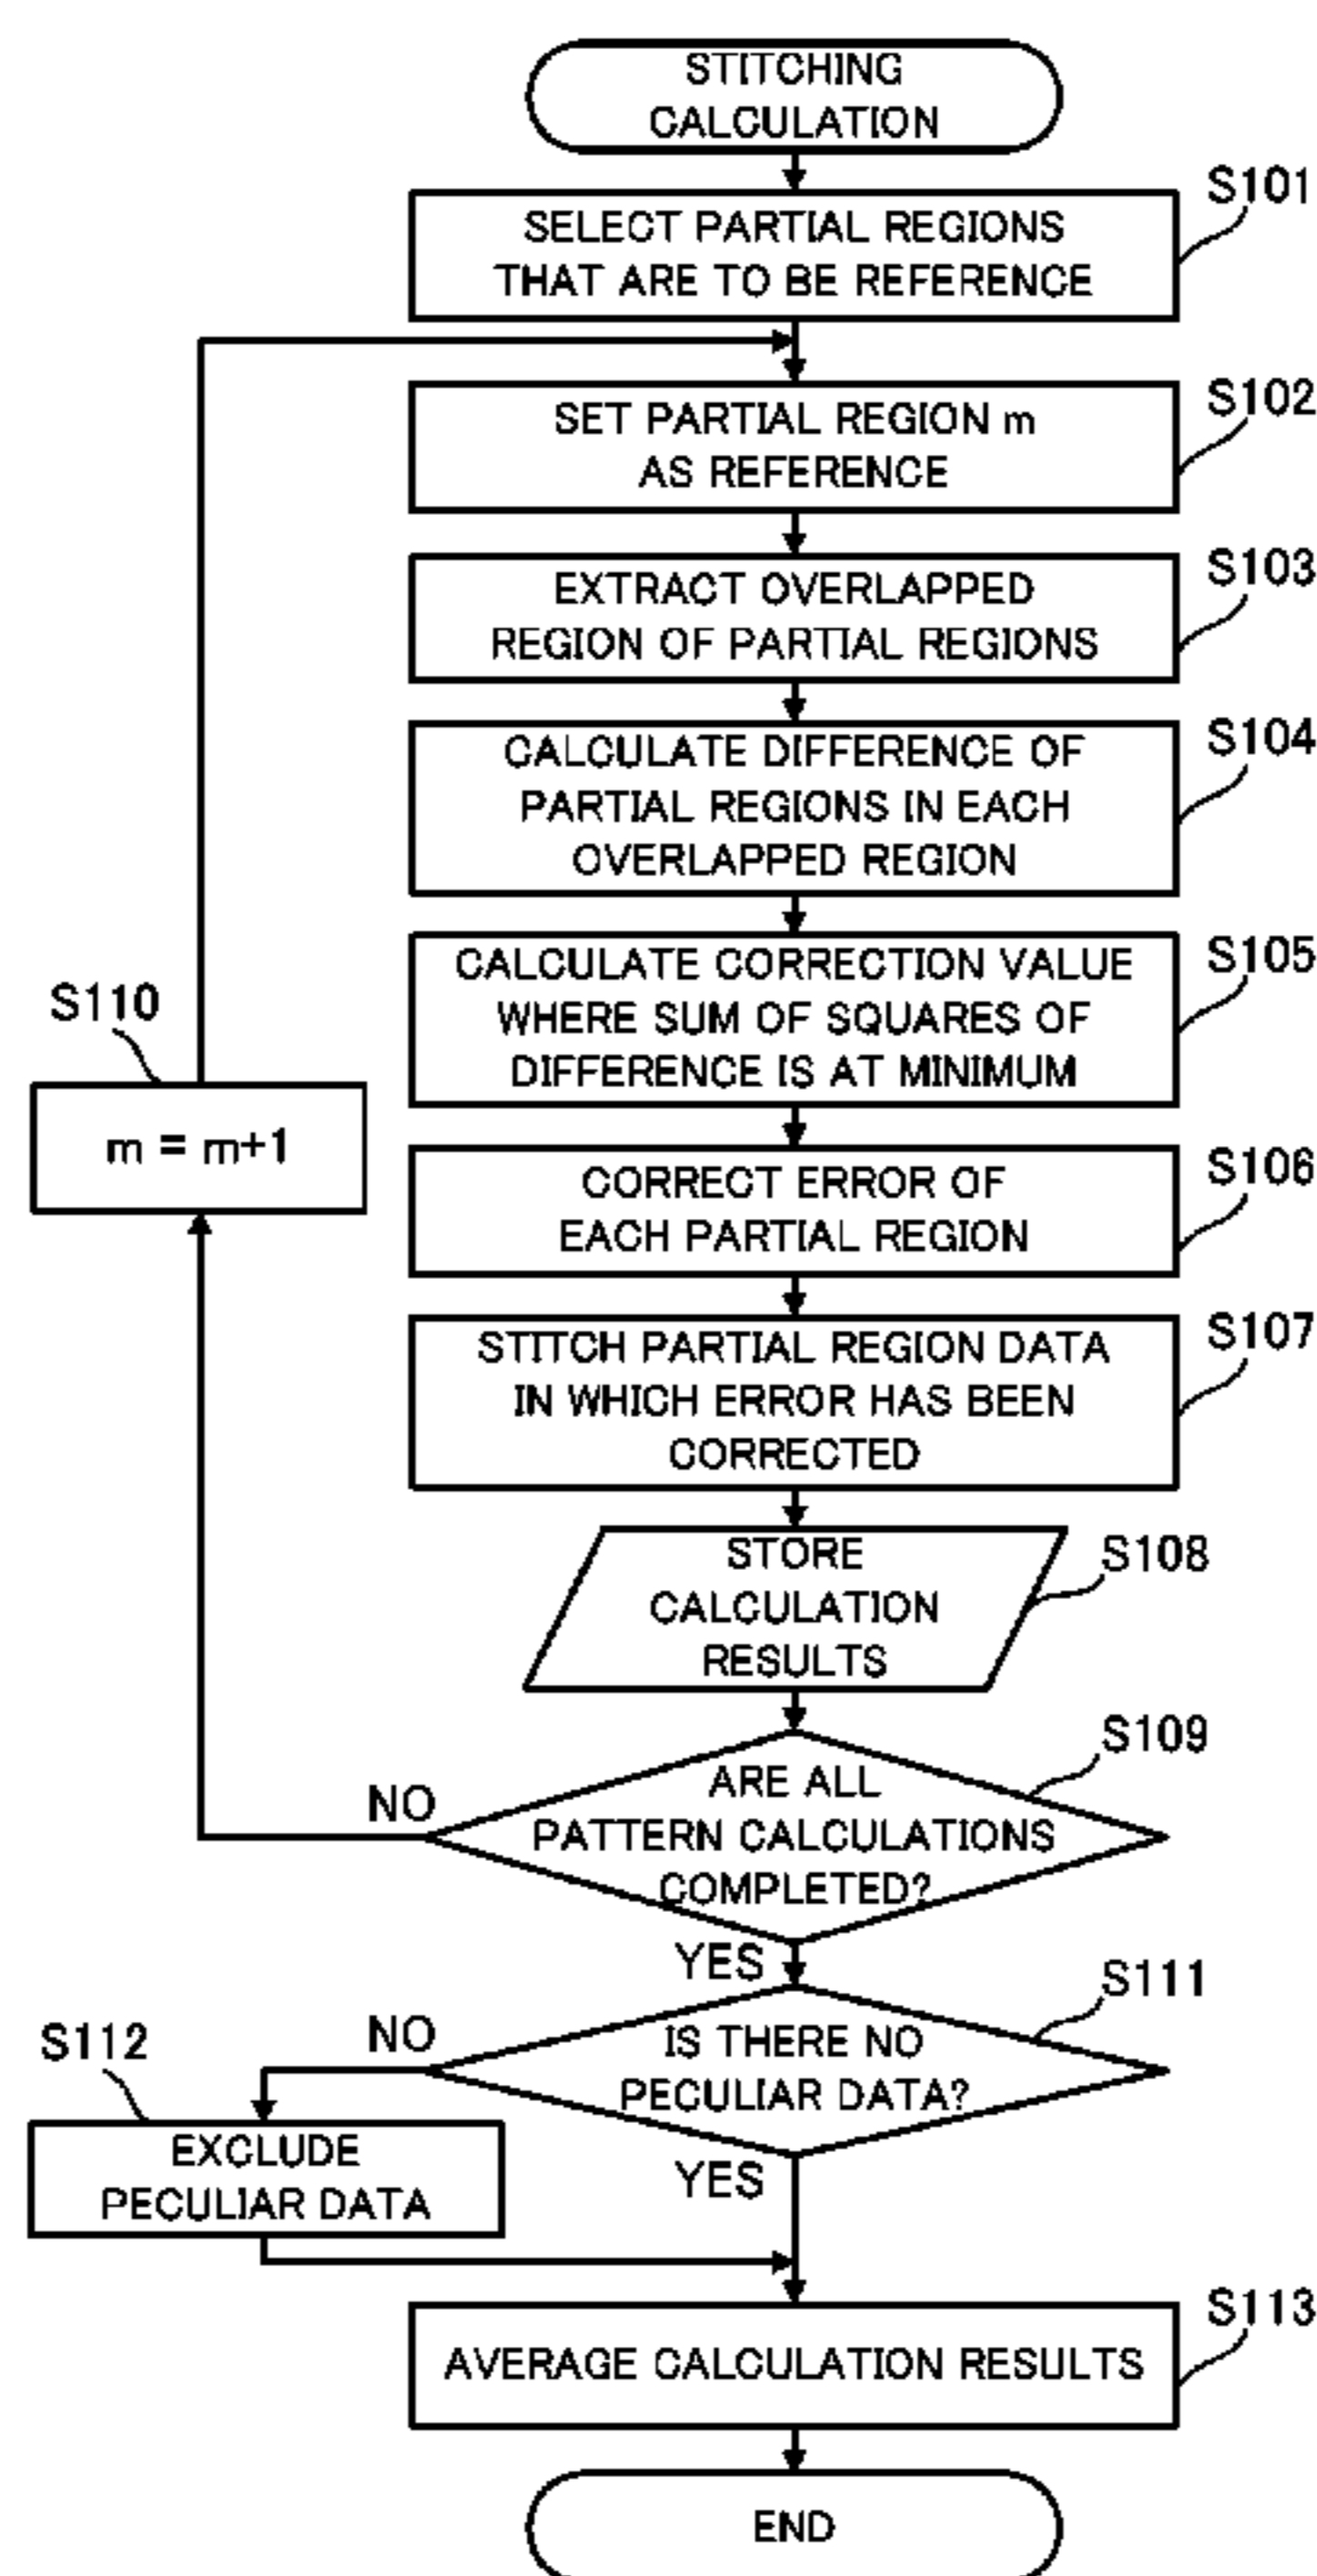 STITCHING
CALCULATION
S101
SELECT PARTIAL REGIONS
THAT ARE TO BE REFERENCE
S102
SET PARTIAL REGION m
AS REFERENCE
S103
EXTRACT OVERLAPPED
REGION OF PARTIAL REGIONS
S104
CALCULATE DIFFERENCE OF
PARTIAL REGIONS IN EACH
OVERLAPPED REGION
S105
CALCULATE CORRECTION VALUE
WHERE SUM OF SQUARES OF
DIFFERENCE IS AT MINIMUM
S110
m = m+1
S106
CORRECT ERROR OF
EACH PARTIAL REGION
S107
STITCH PARTIAL REGION DATA
IN WHICH ERROR HAS BEEN
CORRECTED
S108
STORE
CALCULATION
RESULTS
S109
ARE ALL
PATTERN CALCULATIONS
COMPLETED?
NO
YES
S111
IS THERE NO
PECULIAR DATA?
NO
YES
S112
EXCLUDE
PECULIAR DATA
S113
AVERAGE CALCULATION RESULTS
END